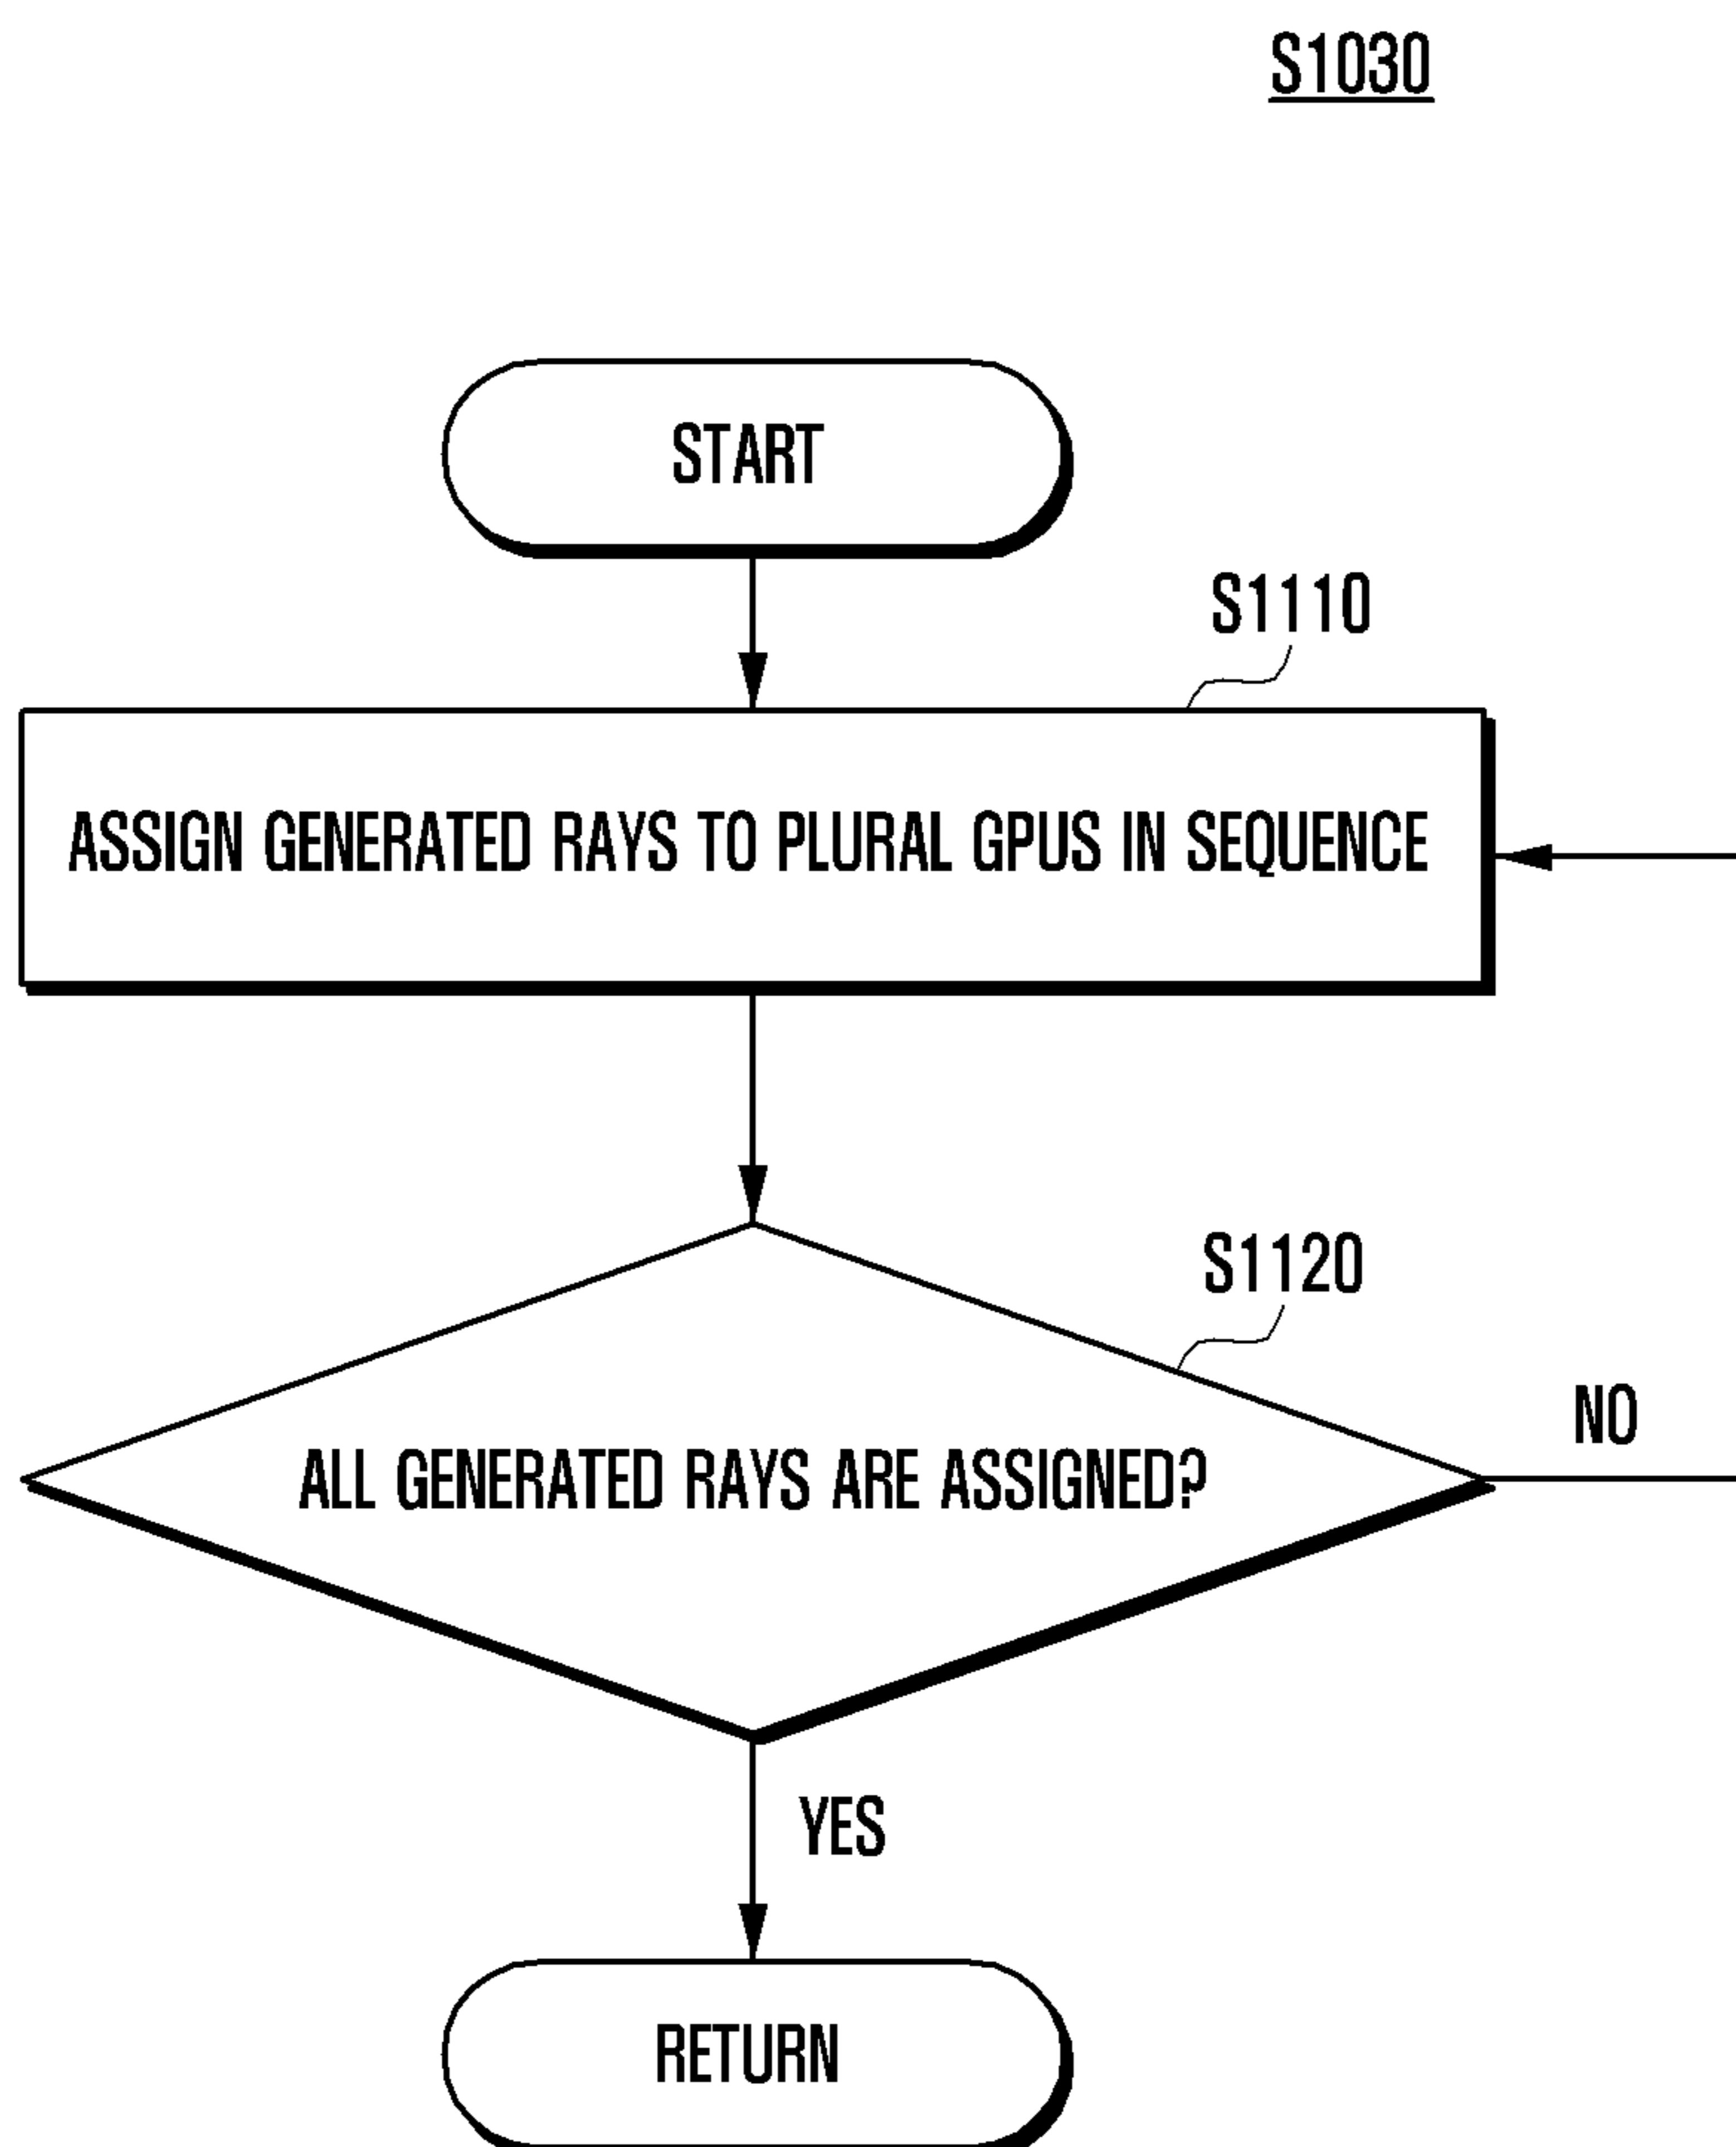 S1030
START
S1110
ASSIGN GENERATED RAYS TO PLURAL GPUS IN SEQUENCE
S1120
NO
ALL GENERATED RAYS ARE ASSIGNED?
YES
RETURN